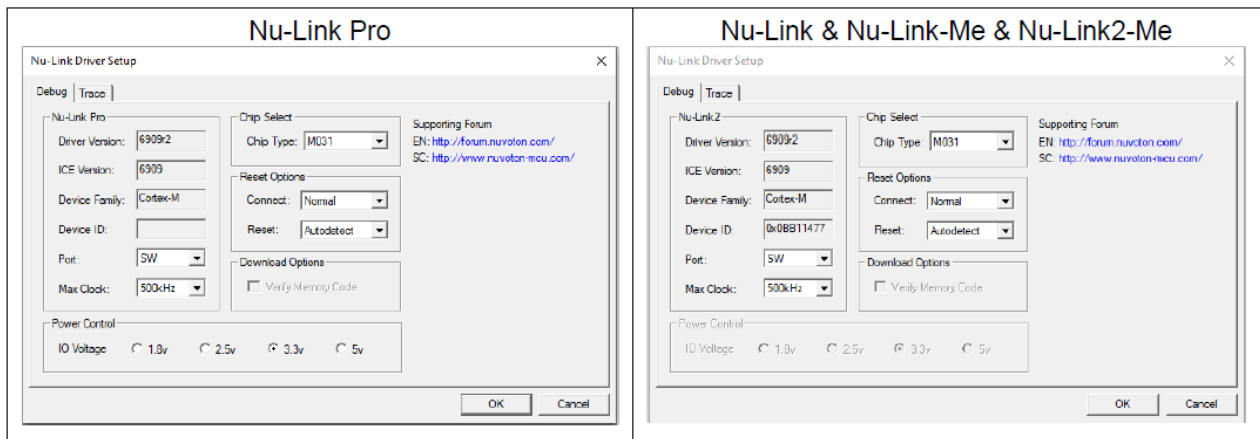 Nu-Link Pro
Nu-Link Driver Setup
Debug Trace
Nu-Link Pro
Driver Version: 6909r2
ICE Version: 6909
Device Family: Cortex-M
Device ID:
Port: SW
Max Clock: 500kHz
Chip Select
Chip Type: M031
Reset Options
Connect: Normal
Reset: Autodetect
Download Options
Verify Memory Code
Supporting Forum
EN: http://forum.nuvoton.com/
SC: http://www.nuvoton-mcu.com/
Power Control
IO Voltage 1.8v 2.5v 3.3v 5v
OK Cancel
Nu-Link & Nu-Link-Me & Nu-Link2-Me
Nu-Link Driver Setup
Debug Trace
Nu-Link2
Driver Version: 6909r2
ICE Version: 6909
Device Family: Cortex-M
Device ID: 0x0BB11477
Port: SW
Max Clock: 500kHz
Chip Select
Chip Type: M031
Reset Options
Connect: Normal
Reset: Autodetect
Download Options
Verify Memory Code
Supporting Forum
EN: http://forum.nuvoton.com/
SC: http://www.nuvoton-mcu.com/
Power Control
IO Voltage 1.8v 2.5v 3.3v 5v
OK Cancel